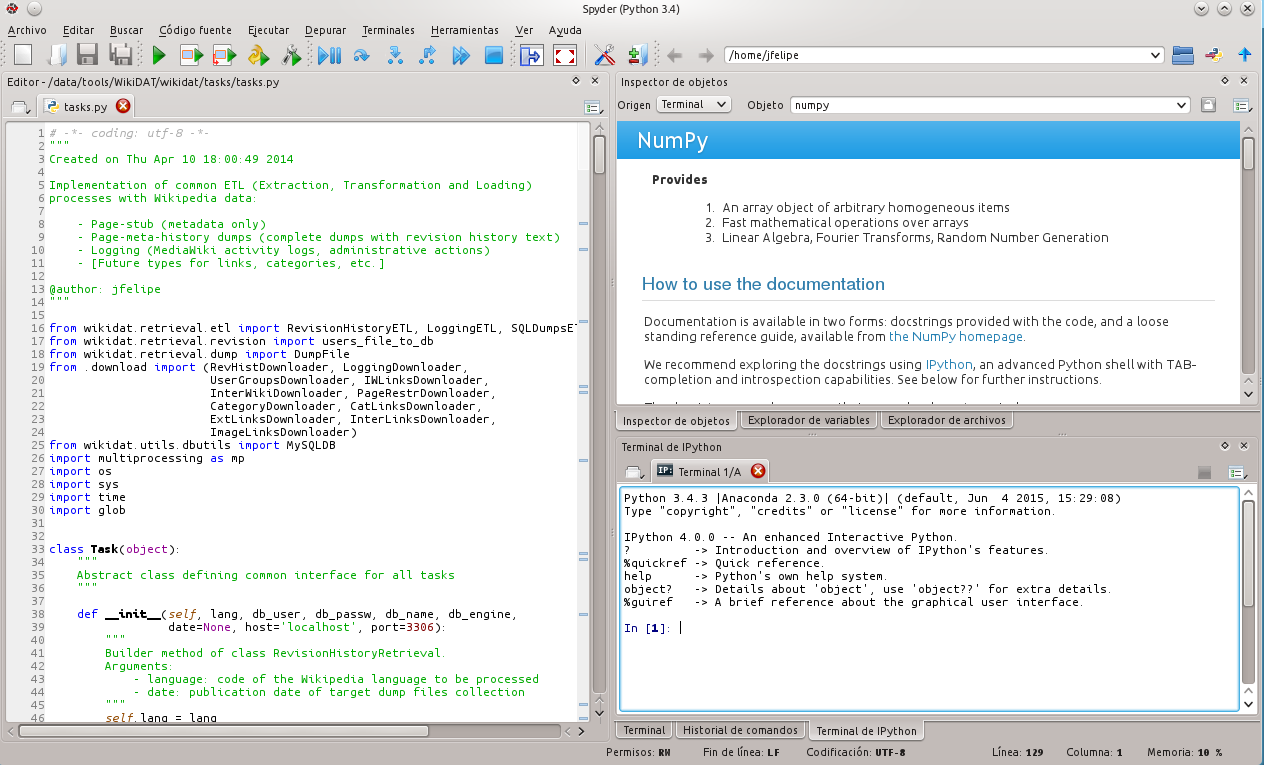 Spyder (Python 3.4)
Archivo Editar Buscar Código fuente Ejecutar Depurar Terminales Herramientas Ver Ayuda
/home/jfelipe
Editor - /data/tools/WikiDAT/wikidat/tasks/tasks.py
tasks.py
1 # -*- coding: utf-8 -*-
2 """
3 Created on Thu Apr 10 18:00:49 2014
4
5 Implementation of common ETL (Extraction, Transformation and Loading)
6 processes with Wikipedia data:
7
8     - Page-stub (metadata only)
9     - Page-meta-history dumps (complete dumps with revision history text)
10     - Logging (MediaWiki activity logs, administrative actions)
11     - [Future types for links, categories, etc.]
12
13 @author: jfelipe
14 """
15
16 from wikidat.retrieval.etl import RevisionHistoryETL, LoggingETL, SQLDumpsET
17 from wikidat.retrieval.revision import users_file_to_db
18 from wikidat.retrieval.dump import DumpFile
19 from .download import (RevHistDownloader, LoggingDownloader,
20                        UserGroupsDownloader, IWLinksDownloader,
21                        InterWikiDownloader, PageRestrDownloader,
22                        CategoryDownloader, CatLinksDownloader,
23                        ExtLinksDownloader, InterLinksDownloader,
24                        ImageLinksDownloader)
25 from wikidat.utils.dbutils import MySQLDB
26 import multiprocessing as mp
27 import os
28 import sys
29 import time
30 import glob
31
32
33 class Task(object):
34     """
35     Abstract class defining common interface for all tasks
36     """
37
38     def __init__(self, lang, db_user, db_passw, db_name, db_engine,
39                  date=None, host='localhost', port=3306):
40         """
41         Builder method of class RevisionHistoryRetrieval.
42         Arguments:
43             - language: code of the Wikipedia language to be processed
44             - date: publication date of target dump files collection
45         """
46         self.lang = lang
Inspector de objetos
Origen Terminal Objeto numpy
NumPy
Provides
1. An array object of arbitrary homogeneous items
2. Fast mathematical operations over arrays
3. Linear Algebra, Fourier Transforms, Random Number Generation
How to use the documentation
Documentation is available in two forms: docstrings provided with the code, and a loose
standing reference guide, available from the NumPy homepage.
We recommend exploring the docstrings using IPython, an advanced Python shell with TAB-
completion and introspection capabilities. See below for further instructions.
Inspector de objetos Explorador de variables Explorador de archivos
Terminal de IPython
IP: Terminal 1/A
Python 3.4.3 |Anaconda 2.3.0 (64-bit)| (default, Jun  4 2015, 15:29:08)
Type "copyright", "credits" or "license" for more information.
IPython 4.0.0 -- An enhanced Interactive Python.
?         -> Introduction and overview of IPython's features.
%quickref -> Quick reference.
help      -> Python's own help system.
object?   -> Details about 'object', use 'object??' for extra details.
%guiref   -> A brief reference about the graphical user interface.
In [1]:
Terminal Historial de comandos Terminal de IPython
Permisos: RW Fin de línea: LF Codificación: UTF-8 Línea: 129 Columna: 1 Memoria: 10 %